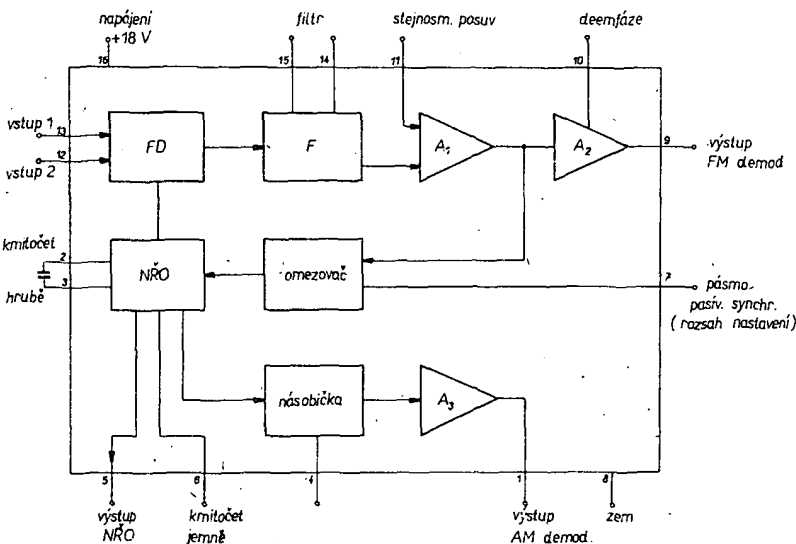 napájení
+18 V
filtr
stejnosm. posuv
deemfáze
16
15
14
11
10
vstup 1
13
12
vstup 2
FD
F
A₁
A₂
9
výstup
FM demod
kmitočet
2
3
hrubě
NŘO
omezovač
7
pásmo
pasív. synchr.
(rozsah nastavení)
násobička
A₃
5
6
4
1
8
výstup
NŘO
kmitočet
jemně
výstup
AM demod.
zem